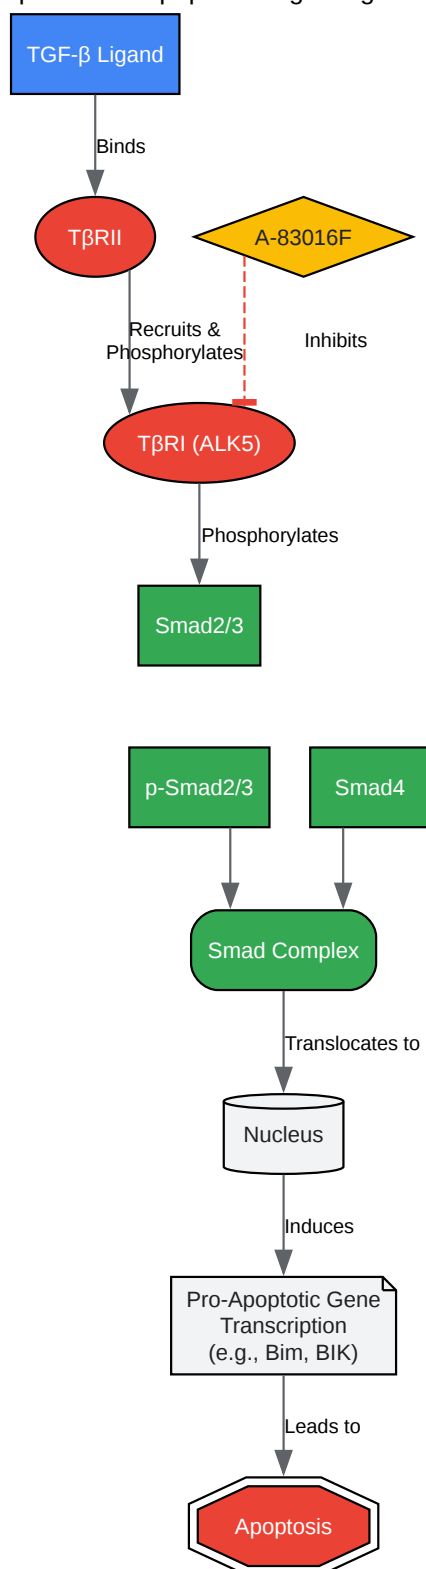 TGF-β Ligand
Binds
TβRII
A-83016F
Recruits &
Phosphorylates
Inhibits
TβRI (ALK5)
Phosphorylates
Smad2/3
p-Smad2/3
Smad4
Smad Complex
Translocates to
Nucleus
Induces
Pro-Apoptotic Gene
Transcription
(e.g., Bim, BIK)
Leads to
Apoptosis